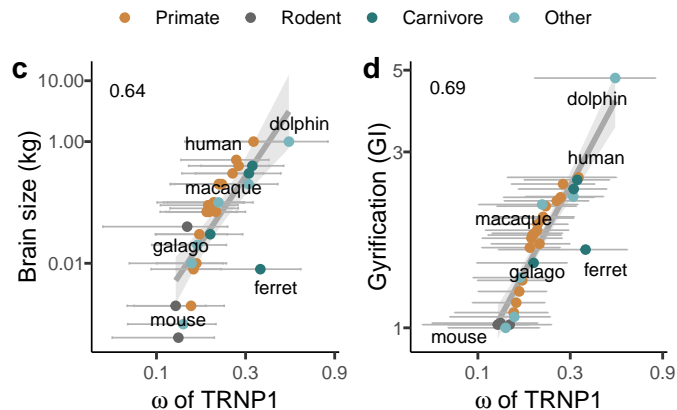 Primate Rodent Carnivore Other
c
0.64
10.00
1.00
0.01
Brain size (kg)
dolphin
human
macaque
galago
ferret
mouse
0.1 0.3 0.9
ω of TRNP1
d
0.69
5
3
1
Gyrification (GI)
dolphin
human
macaque
galago
ferret
mouse
0.1 0.3 0.9
ω of TRNP1